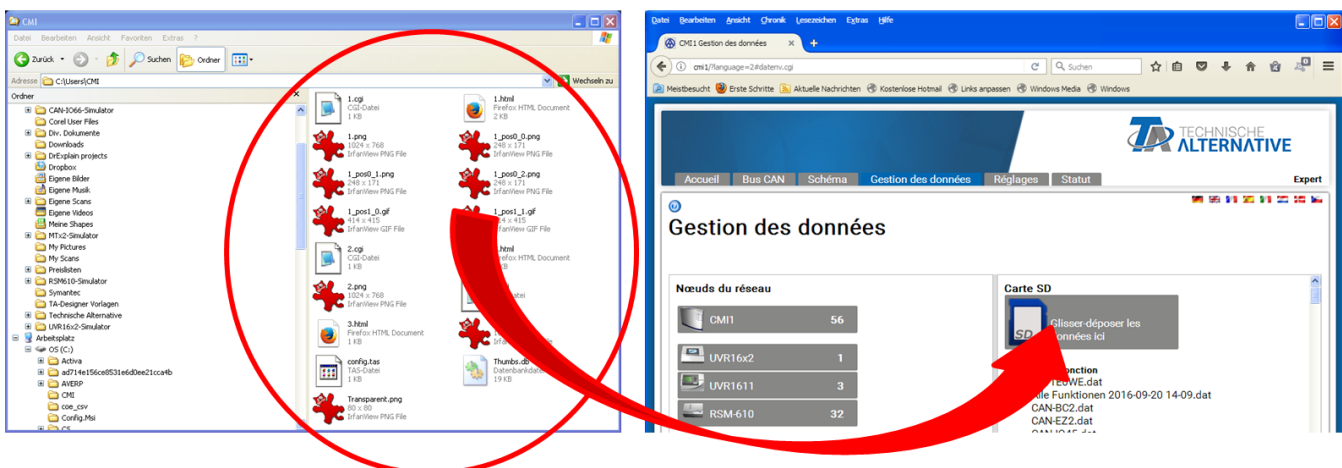 CMI
Datei Bearbeiten Ansicht Favoriten Extras ?
Zurück Suchen Ordner
Adresse C:\Users\CMI Wechseln zu
Ordner
CAN-IO66-Simulator
Corel User Files
Div. Dokumente
Downloads
DrExplain projects
Dropbox
Eigene Bilder
Eigene Musik
Eigene Scans
Eigene Videos
Meine Shapes
MTx2-Simulator
My Pictures
My Scans
Preislisten
RSM610-Simulator
Symantec
TA-Designer Vorlagen
Technische Alternative
UVR16x2-Simulator
Arbeitsplatz
OS (C:)
Activa
ad714e156ce8531e6d0ee21cca4b
AVERP
CMI
coe_csv
Config.Msi
CS
1.cgi
CGI-Datei
1 KB
1.html
Firefox HTML Document
2 KB
1.png
1024 x 768
IrfanView PNG File
1_pos0_0.png
248 x 171
IrfanView PNG File
1_pos0_1.png
248 x 171
IrfanView PNG File
1_pos0_2.png
248 x 171
IrfanView PNG File
1_pos1_0.gif
414 x 415
IrfanView GIF File
1_pos1_1.gif
x 415
IrfanView GIF File
2.cgi
CGI-Datei
1 KB
.html
Firefox HTML Document
KB
2.png
1024 x 768
IrfanView PNG File
3.html
Firefox HTML Document
1 KB
config.tas
TAS-Datei
1 KB
Thumbs.db
Datenbankdate
19 KB
Transparent.png
80 x 80
IrfanView PNG File
Datei Bearbeiten Ansicht Chronik Lesezeichen Extras Hilfe
CMI1 Gestion des données
cmi1/?language=2#datenv.cgi Suchen
Meistbesucht Erste Schritte Aktuelle Nachrichten Kostenlose Hotmail Links anpassen Windows Media Windows
TECHNISCHE
ALTERNATIVE
Accueil Bus CAN Schéma Gestion des données Réglages Statut Expert
Gestion des données
Nœuds du réseau
CMI1 56
UVR16x2 1
UVR1611 3
RSM-610 32
Carte SD
SD
Glisser-déposer les
données ici
onction
TEUWE.dat
lle Funktionen 2016-09-20 14-09.dat
CAN-BC2.dat
CAN-EZ2.dat